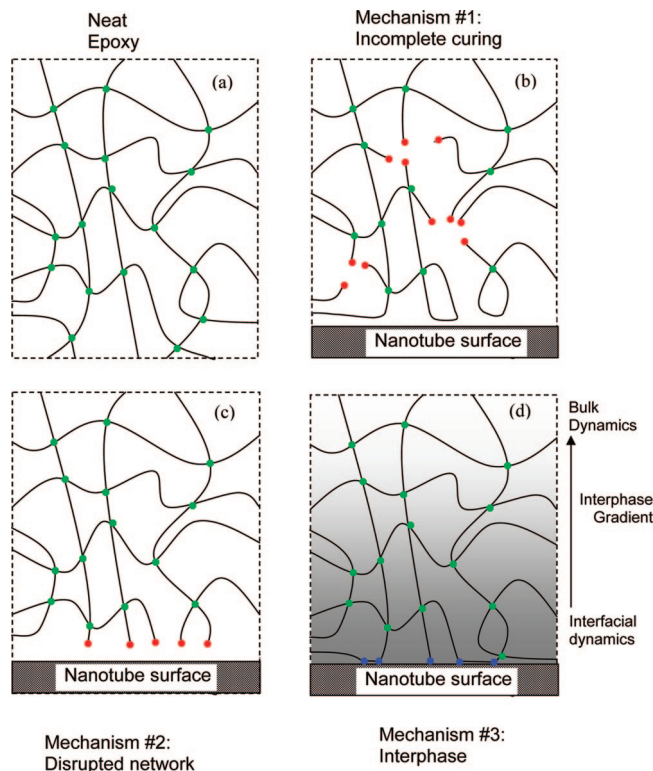 Neat
Epoxy
Mechanism #1:
Incomplete curing
(a)
(b)
Nanotube surface
(c)
(d)
Bulk
Dynamics
Interphase
Gradient
Interfacial
dynamics
Nanotube surface
Nanotube surface
Mechanism #2:
Disrupted network
Mechanism #3:
Interphase